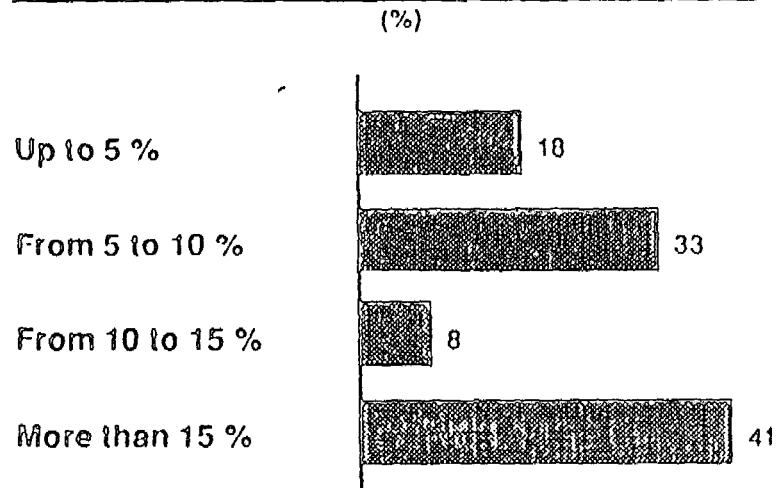 (%)
Up to 5 % 18
From 5 to 10 % 33
From 10 to 15 % 8
More than 15 % 41